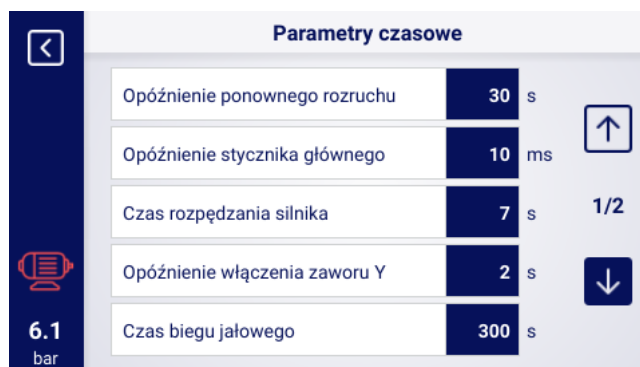 Parametry czasowe
Opóźnienie ponownego rozruchu 30 s
Opóźnienie stycznika głównego 10 ms
Czas rozpędzania silnika 7 s
1/2
Opóźnienie włączenia zaworu Y 2 s
Czas biegu jałowego 300 s
6.1
bar